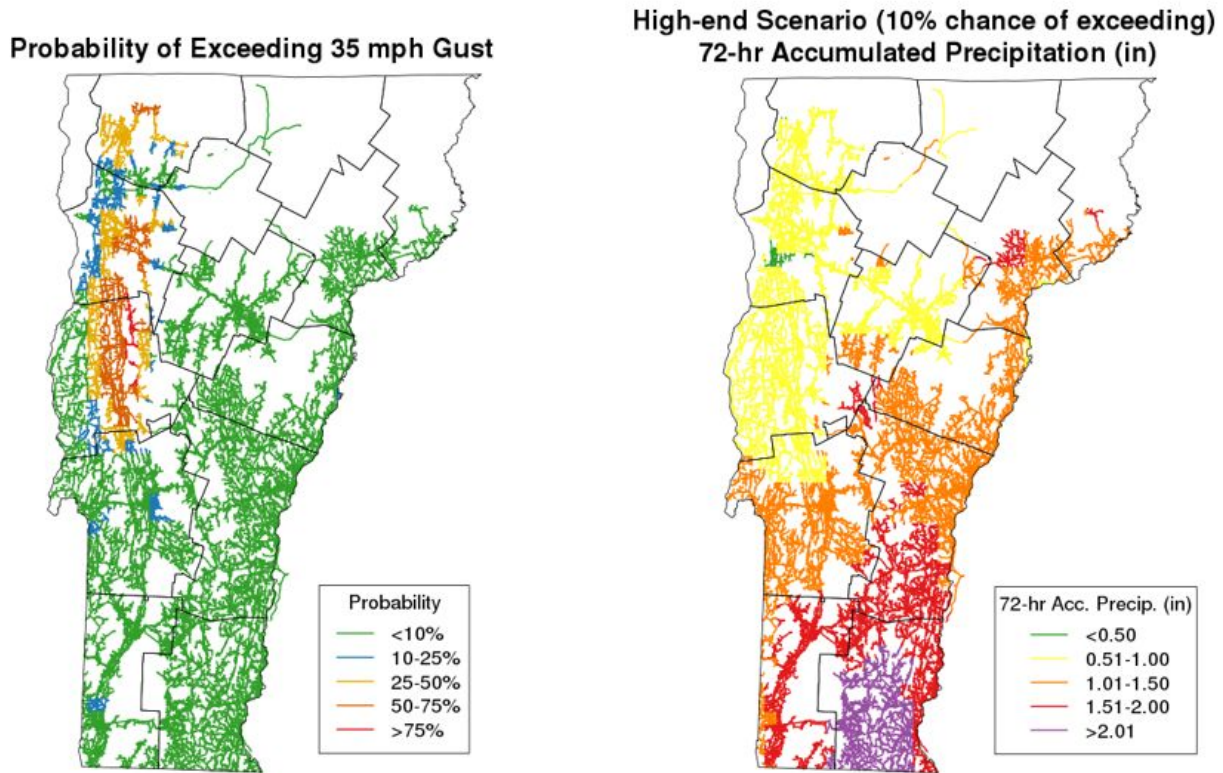 Probability of Exceeding 35 mph Gust
Probability
<10%
10-25%
25-50%
50-75%
>75%
High-end Scenario (10% chance of exceeding)
72-hr Accumulated Precipitation (in)
72-hr Acc. Precip. (in)
<0.50
0.51-1.00
1.01-1.50
1.51-2.00
>2.01